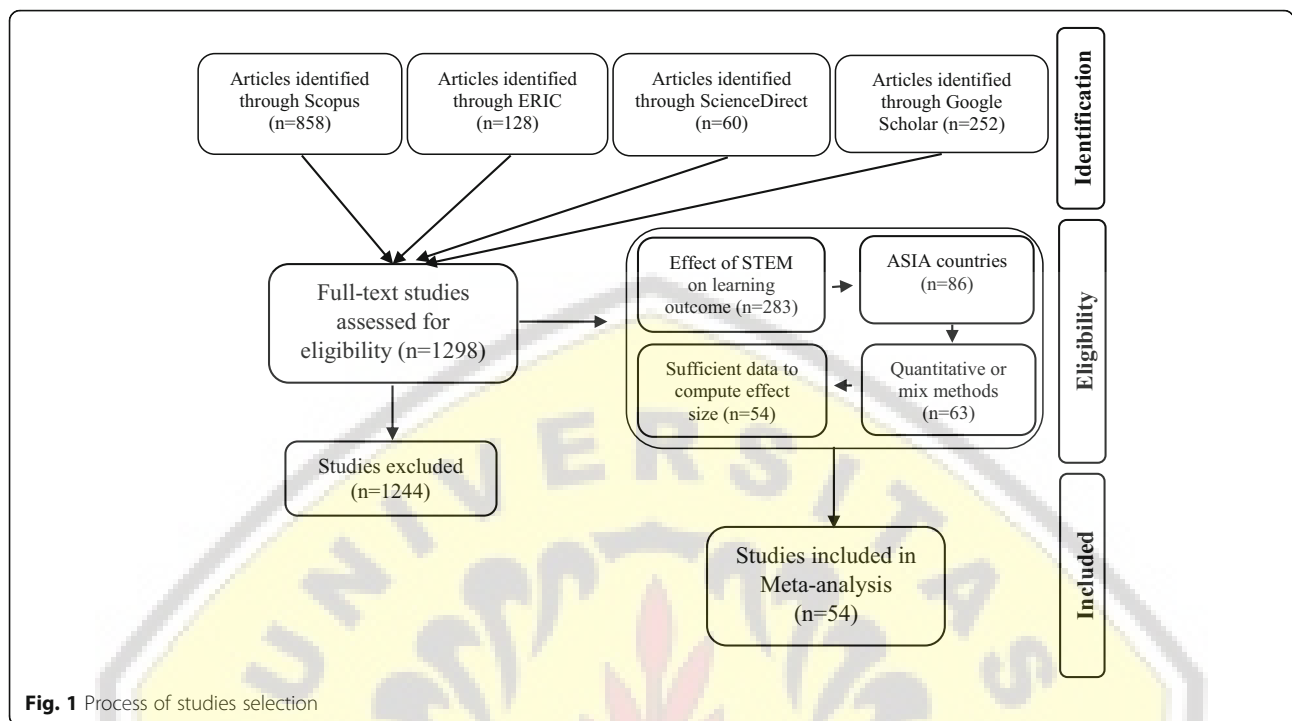 Articles identified
through Scopus
(n=858)
Articles identified
through ERIC
(n=128)
Articles identified
through ScienceDirect
(n=60)
Articles identified
through Google
Scholar (n=252)
Identification
Full-text studies
assessed for
eligibility (n=1298)
Effect of STEM
on learning
outcome (n=283)
ASIA countries
(n=86)
Sufficient data to
compute effect
size (n=54)
Quantitative or
mix methods
(n=63)
Eligibility
Studies excluded
(n=1244)
Studies included in
Meta-analysis
(n=54)
Included
UNIVERSITAS
Fig. 1 Process of studies selection